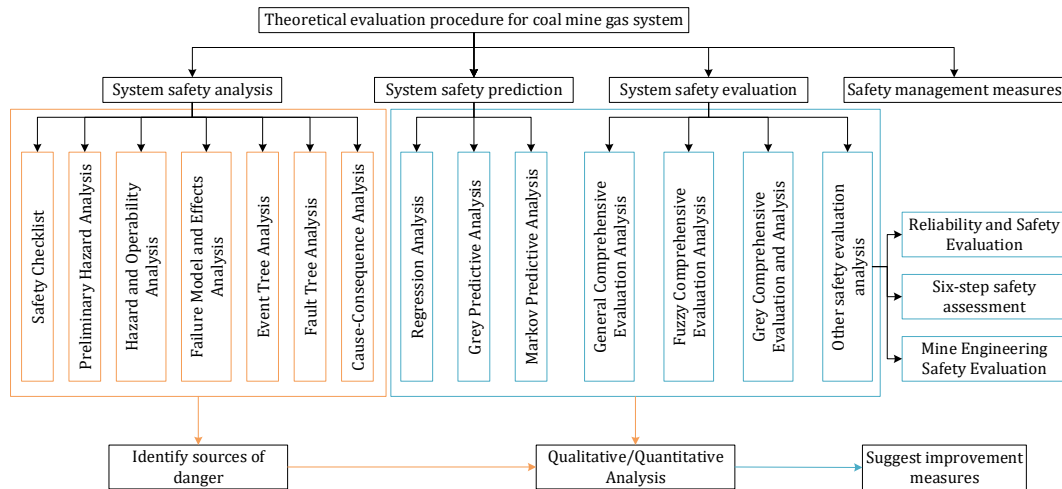 Theoretical evaluation procedure for coal mine gas system
System safety analysis
System safety prediction
System safety evaluation
Safety management measures
Safety Checklist
Preliminary Hazard Analysis
Hazard and Operability
Analysis
Failure Model and Effects
Analysis
Event Tree Analysis
Fault Tree Analysis
Cause-Consequence Analysis
Regression Analysis
Grey Predictive Analysis
Markov Predictive Analysis
General Comprehensive
Evaluation Analysis
Fuzzy Comprehensive
Evaluation Analysis
Grey Comprehensive
Evaluation and Analysis
Other safety evaluation
analysis
Reliability and Safety
Evaluation
Six-step safety
assessment
Mine Engineering
Safety Evaluation
Identify sources of
danger
Qualitative/Quantitative
Analysis
Suggest improvement
measures